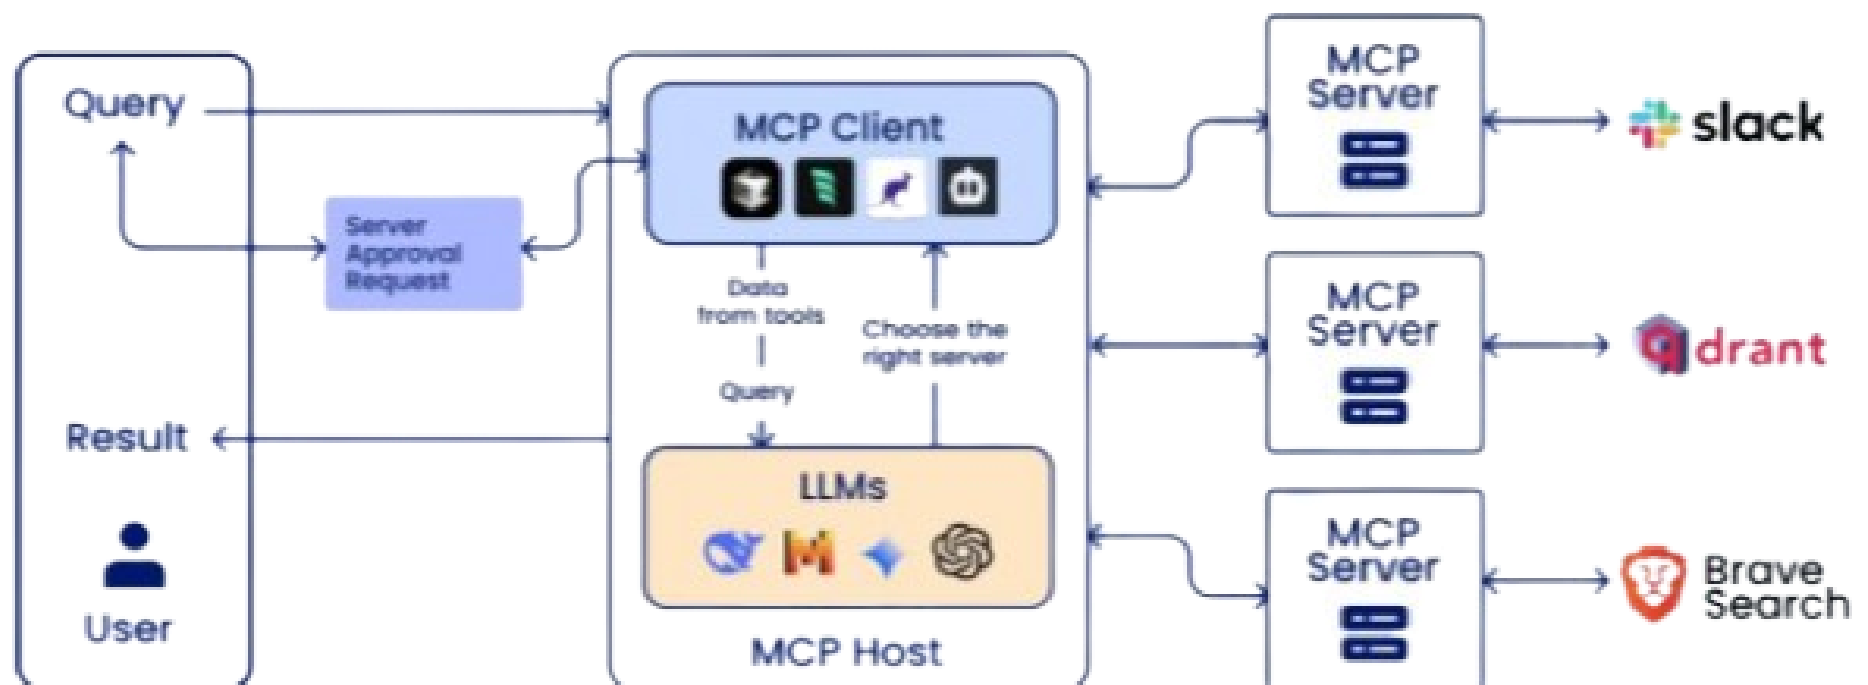 Query
Server
Approval
Request
Result
User
MCP Client
Data
from tools
Query
Choose the
right server
LLMs
MCP Host
MCP
Server
slack
MCP
Server
qdrant
MCP
Server
Brave
Search